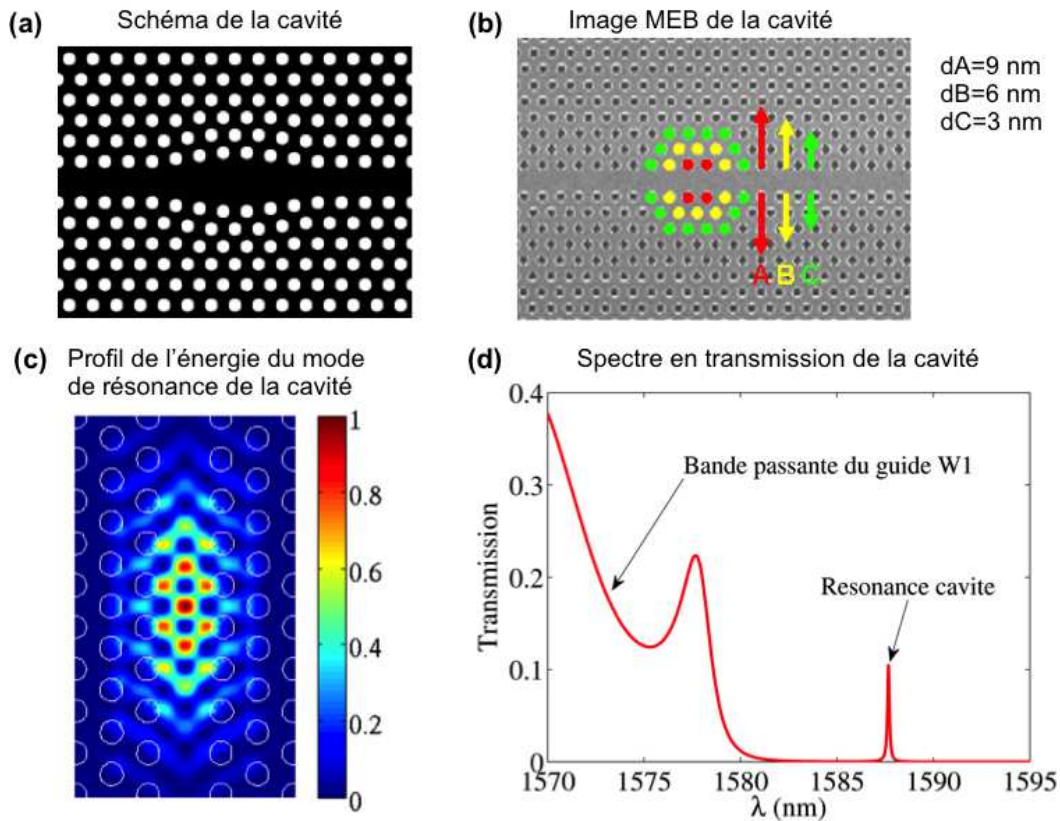 (a) Schéma de la cavité
(b) Image MEB de la cavité
dA=9 nm
dB=6 nm
dC=3 nm
A B C
(c) Profil de l'énergie du mode
de résonance de la cavité
1
0.8
0.6
0.4
0.2
0
(d) Spectre en transmission de la cavité
0.4
0.3
0.2
0.1
0
Transmission
Bande passante du guide W1
Resonance cavite
1570 1575 1580 1585 1590 1595
λ (nm)